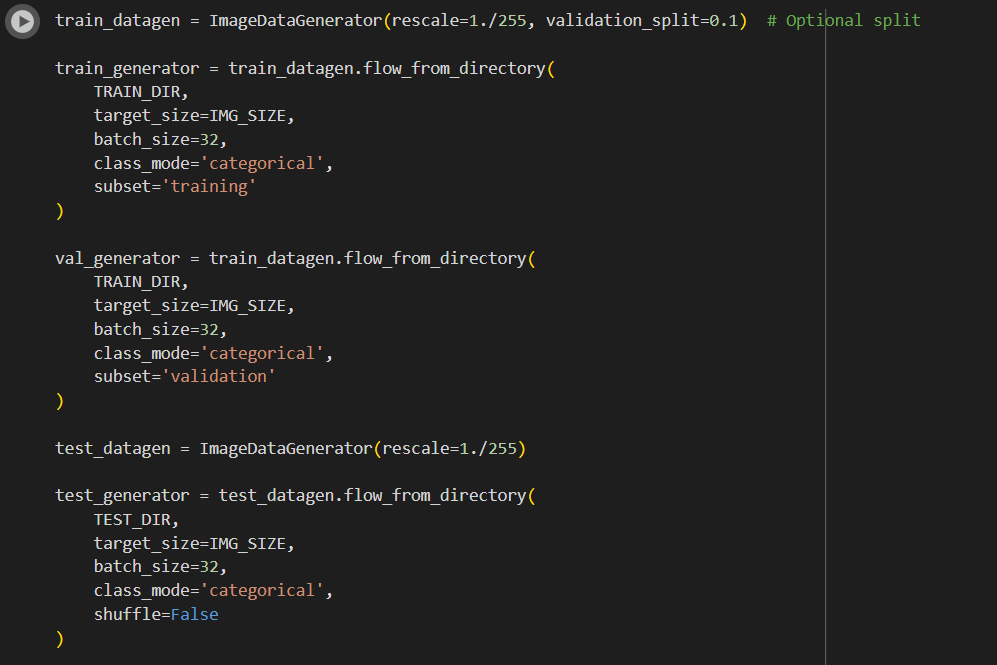 train_datagen = ImageDataGenerator(rescale=1./255, validation_split=0.1)  # Optional split
train_generator = train_datagen.flow_from_directory(
    TRAIN_DIR,
    target_size=IMG_SIZE,
    batch_size=32,
    class_mode='categorical',
    subset='training'
)
val_generator = train_datagen.flow_from_directory(
    TRAIN_DIR,
    target_size=IMG_SIZE,
    batch_size=32,
    class_mode='categorical',
    subset='validation'
)
test_datagen = ImageDataGenerator(rescale=1./255)
test_generator = test_datagen.flow_from_directory(
    TEST_DIR,
    target_size=IMG_SIZE,
    batch_size=32,
    class_mode='categorical',
    shuffle=False
)